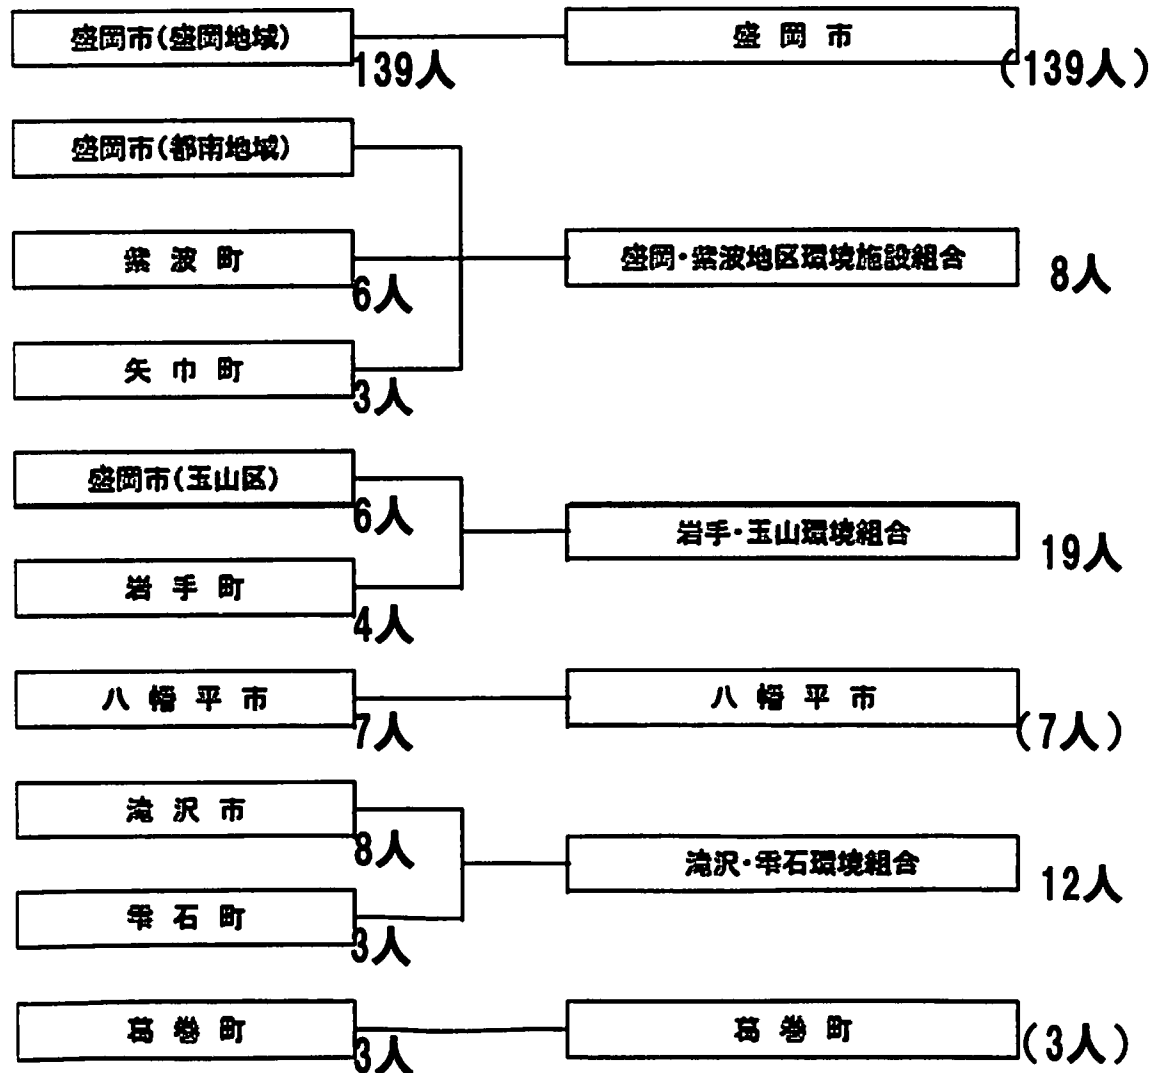 盛岡市(盛岡地域)
139人
盛岡市
(139人)
盛岡市(都南地域)
紫波町
6人
盛岡・紫波地区環境施設組合
8人
矢巾町
3人
盛岡市(玉山区)
6人
岩手・玉山環境組合
19人
岩手町
4人
八幡平市
7人
八幡平市
(7人)
滝沢市
8人
滝沢・雫石環境組合
12人
雫石町
3人
葛巻町
3人
葛巻町
(3人)